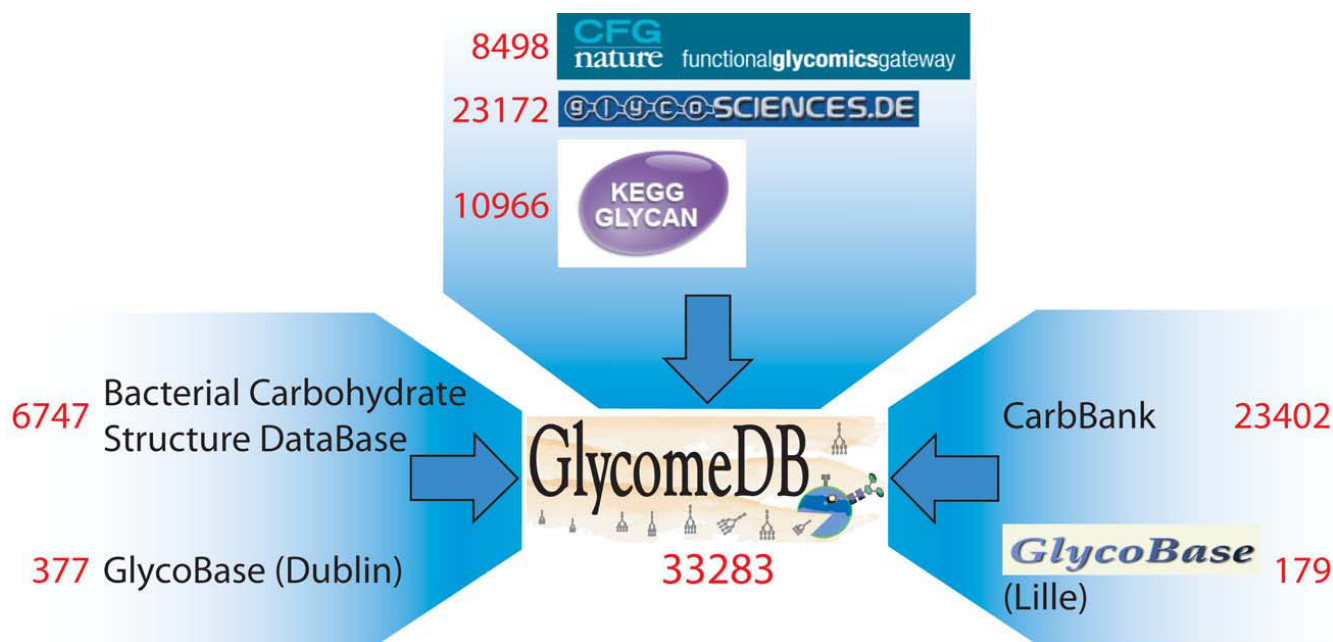 8498
CFG
nature functionalglycomicsgateway
23172
glycoSCIENCES.DE
10966
KEGG
GLYCAN
6747
Bacterial Carbohydrate
Structure DataBase
377 GlycoBase (Dublin)
GlycomeDB
33283
CarbBank 23402
GlycoBase
(Lille)
179